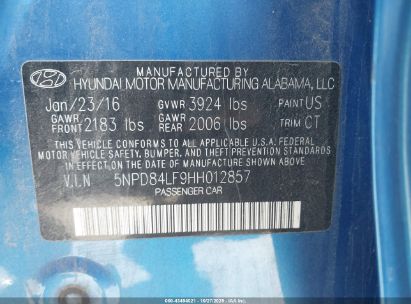 MANUFACTURED BY
HYUNDAI MOTOR MANUFACTURING ALABAMA, LLC
Jan/23/16 GVWR 3924 lbs PAINT US
GAWR FRONT 2183 lbs GAWR REAR 2006 lbs TRIM CT
THIS VEHICLE CONFORMS TO ALL APPLICABLE U.S.A. FEDERAL
MOTOR VEHICLE SAFETY, BUMPER, AND THEFT PREVENTION
STANDARDS IN EFFECT ON THE DATE OF MANUFACTURE SHOWN ABOVE.
V.I.N 5NPD84LF9HH012857
PASSENGER CAR